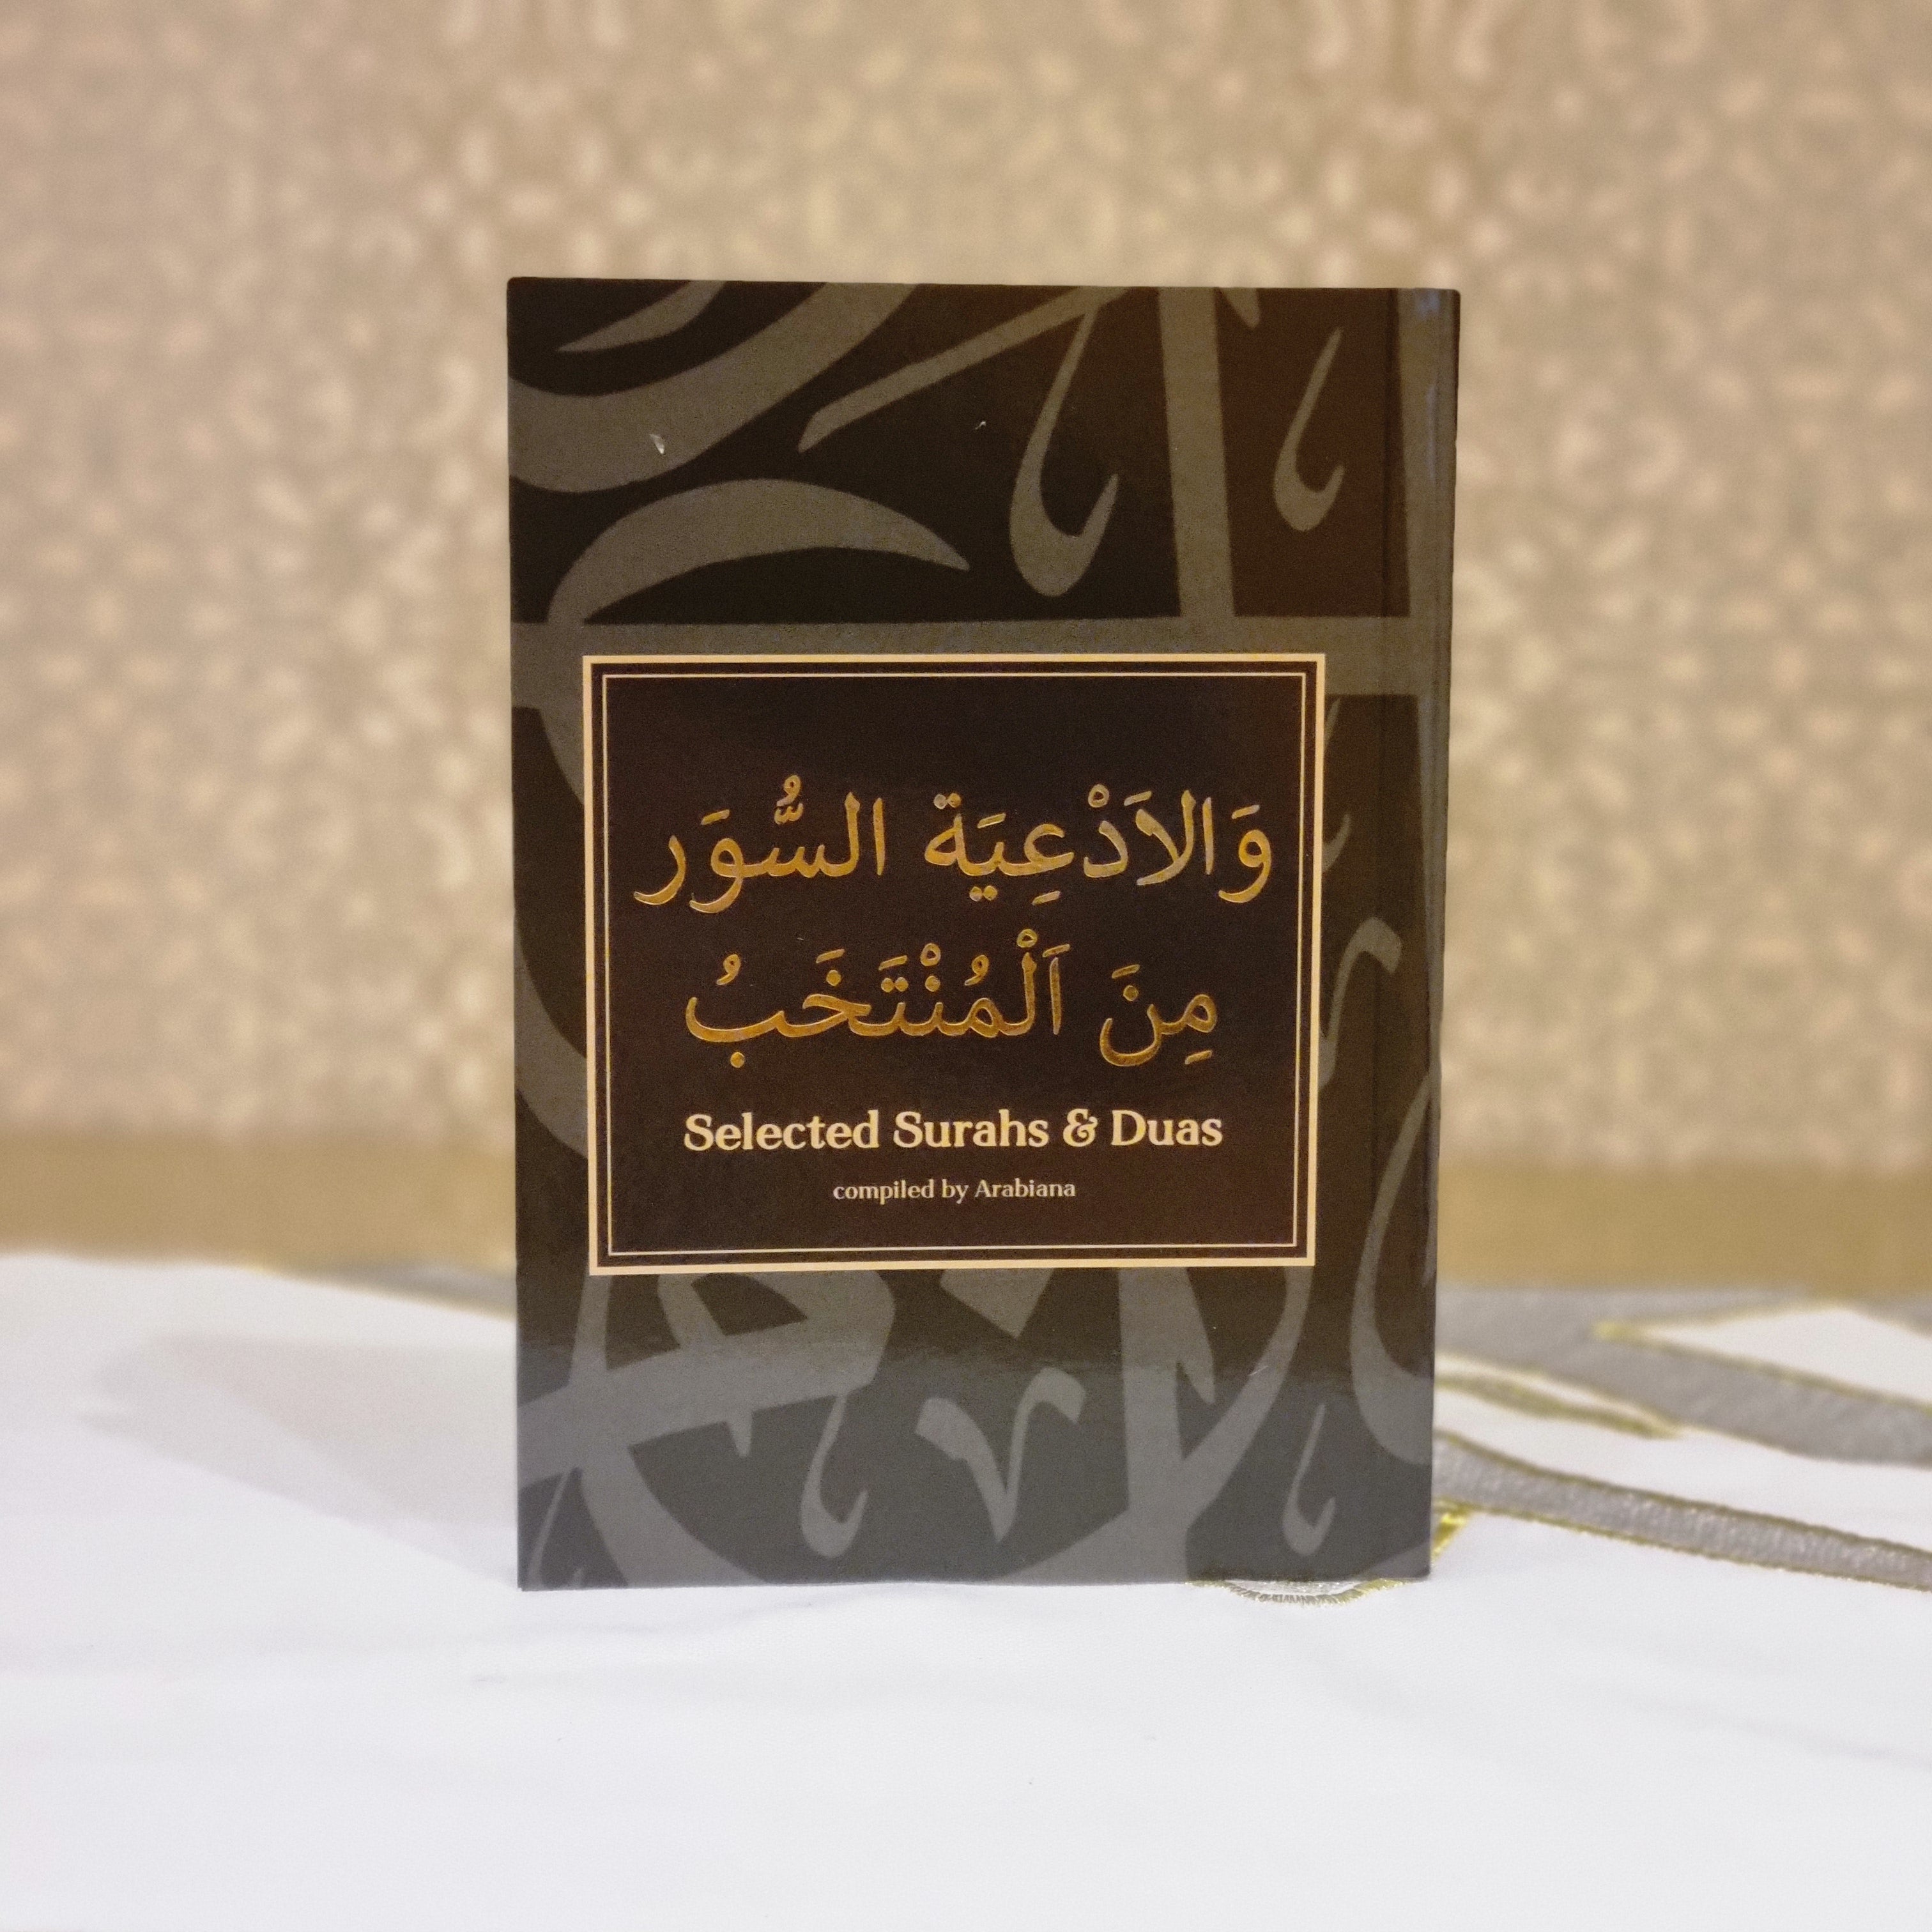 وَالاَدْعِيَة السُّوَر
مِنَ اَلْمُنْتَخَبُ
Selected Surahs & Duas
compiled by Arabiana